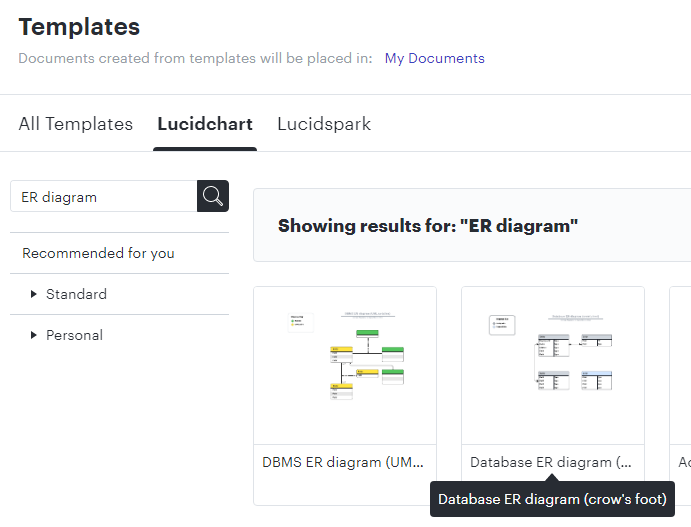 Templates
Documents created from templates will be placed in: My Documents
All Templates Lucidchart Lucidspark
ER diagram
Showing results for: "ER diagram"
Recommended for you
Standard
Personal
DBMS ER diagram (UM...
Database ER diagram (...
Database ER diagram (crow's foot)